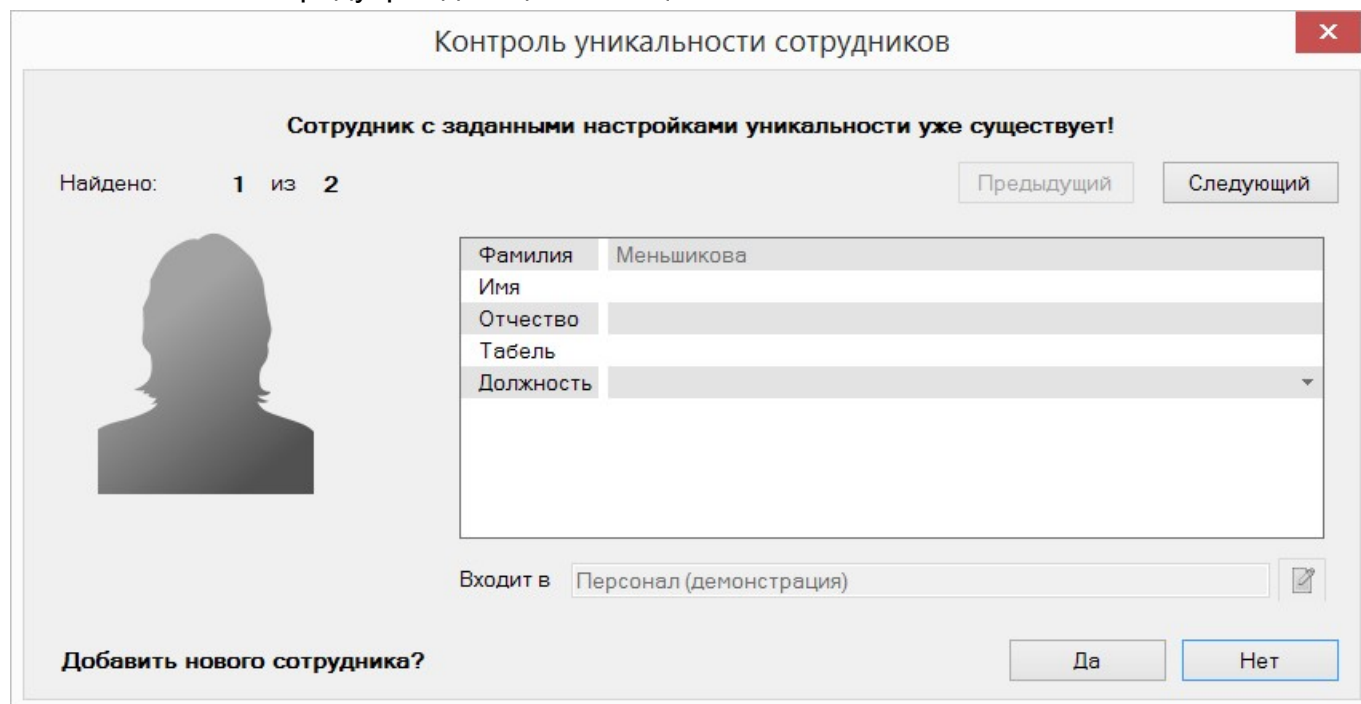 Контроль уникальности сотрудников
Сотрудник с заданными настройками уникальности уже существует!
Найдено: 1 из 2
Предыдущий Следующий
Фамилия Меньшикова
Имя
Отчество
Табель
Должность
Входит в Персонал (демонстрация)
Добавить нового сотрудника? Да Нет